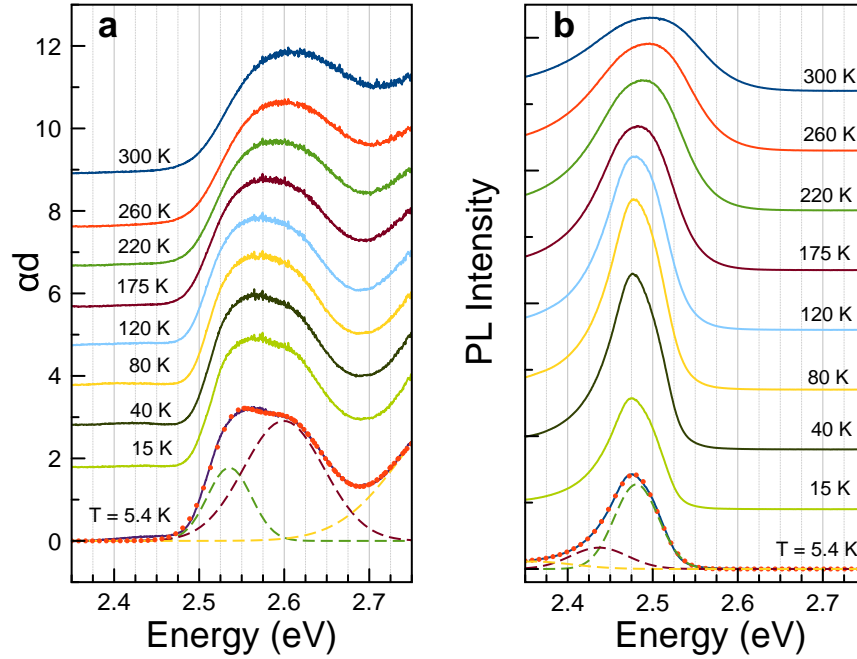 a
12
10
8
6
4
2
0
αd
300 K
260 K
220 K
175 K
120 K
80 K
40 K
15 K
T = 5.4 K
2.4
2.5
2.6
2.7
Energy (eV)
b
PL Intensity
300 K
260 K
220 K
175 K
120 K
80 K
40 K
15 K
T = 5.4 K
2.4
2.5
2.6
2.7
Energy (eV)